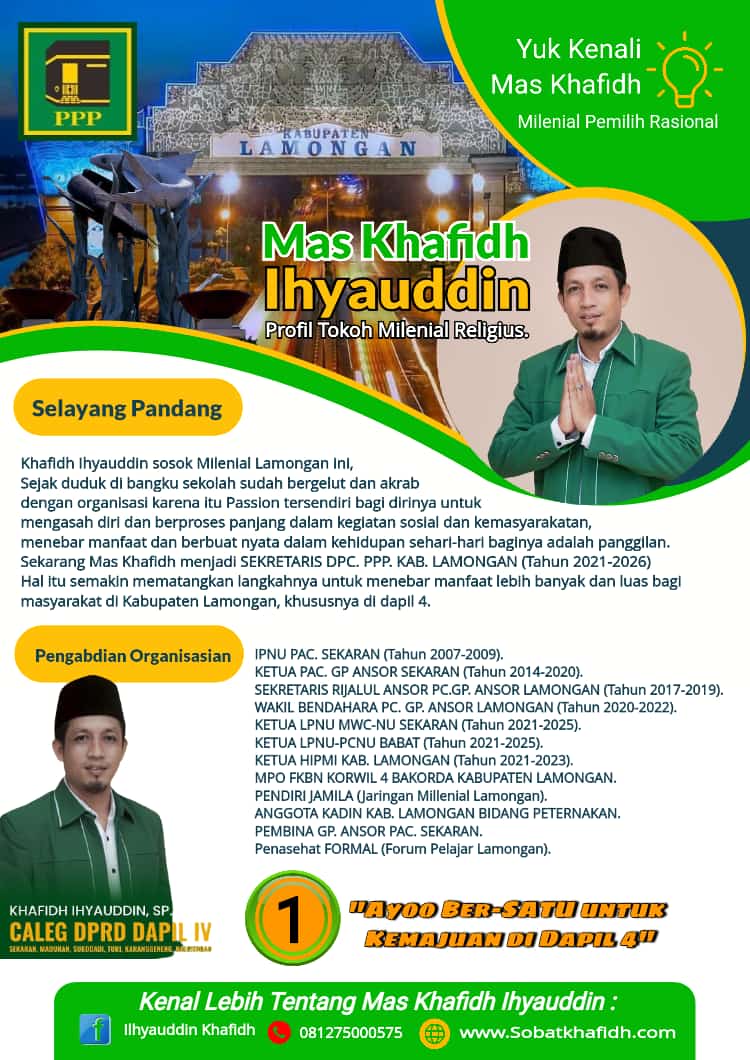 PPP
Yuk Kenali
Mas Khafidh
Milenial Pemilih Rasional
KABUPATEN
LAMONGAN
Mas Khafidh
Ihyauddin
Profil Tokoh Milenial Religius.
Selayang Pandang
Khafidh Ihyauddin sosok Milenial Lamongan ini,
Sejak duduk di bangku sekolah sudah bergelut dan akrab
dengan organisasi karena itu Passion tersendiri bagi dirinya untuk
mengasah diri dan berproses panjang dalam kegiatan sosial dan kemasyarakatan,
menebar manfaat dan berbuat nyata dalam kehidupan sehari-hari baginya adalah panggilan.
Sekarang Mas Khafidh menjadi SEKRETARIS DPC. PPP. KAB. LAMONGAN (Tahun 2021-2026)
Hal itu semakin mematangkan langkahnya untuk menebar manfaat lebih banyak dan luas bagi
masyarakat di Kabupaten Lamongan, khususnya di dapil 4.
Pengabdian Organisasian
IPNU PAC. SEKARAN (Tahun 2007-2009).
KETUA PAC. GP ANSOR SEKARAN (Tahun 2014-2020).
SEKRETARIS RIJALUL ANSOR PC.GP. ANSOR LAMONGAN (Tahun 2017-2019).
WAKIL BENDAHARA PC. GP. ANSOR LAMONGAN (Tahun 2020-2022).
KETUA LPNU MWC-NU SEKARAN (Tahun 2021-2025).
KETUA LPNU-PCNU BABAT (Tahun 2021-2025).
KETUA HIPMI KAB. LAMONGAN (Tahun 2021-2023).
MPO FKBN KORWIL 4 BAKORDA KABUPATEN LAMONGAN.
PENDIRI JAMILA (Jaringan Millenial Lamongan).
ANGGOTA KADIN KAB. LAMONGAN BIDANG PETERNAKAN.
PEMBINA GP. ANSOR PAC. SEKARAN.
Penasehat FORMAL (Forum Pelajar Lamongan).
KHAFIDH IHYAUDDIN, SP.
CALEG DPRD DAPIL IV
SEKARAN, MADURAN, SUKODADI, TURI, KARANGGENENG,
1
"Ayoo Ber-SATU untuk
Kemajuan di Dapil 4"
Kenal Lebih Tentang Mas Khafidh Ihyauddin :
f
Ilhyauddin Khafidh
081275000575
www.Sobatkhafidh.com